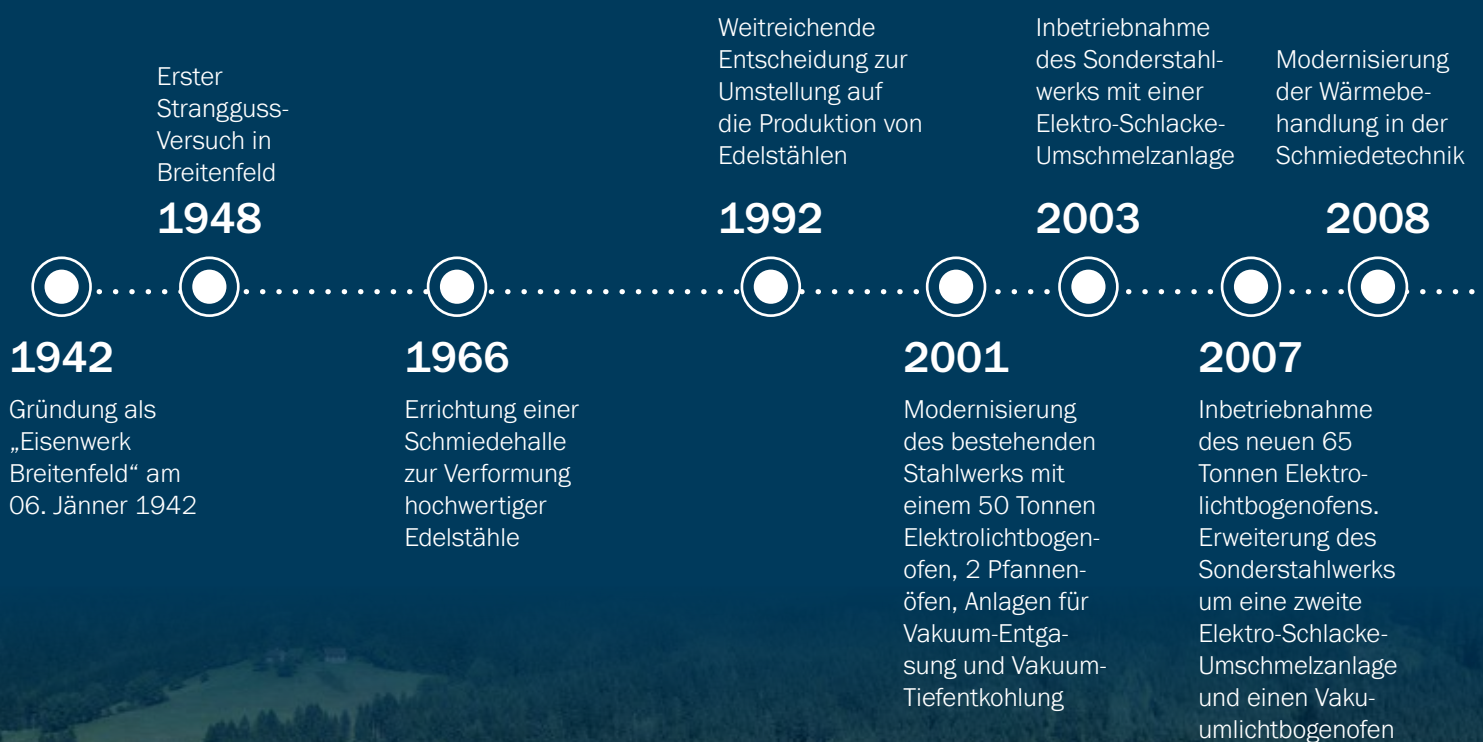 1942
Gründung als
„Eisenwerk
Breitenfeld“ am
06. Jänner 1942
Erster
Strangguss-
Versuch in
Breitenfeld
1948
1966
Errichtung einer
Schmiedehalle
zur Verformung
hochwertiger
Edelstähle
Weitreichende
Entscheidung zur
Umstellung auf
die Produktion von
Edelstählen
1992
2001
Modernisierung
des bestehenden
Stahlwerks mit
einem 50 Tonnen
Elektrolichtbogen-
ofen, 2 Pfannen-
öfen, Anlagen für
Vakuum-Entga-
sung und Vakuum-
Tiefentkohlung
Inbetriebnahme
des Sonderstahl-
werks mit einer
Elektro-Schlacke-
Umschmelzanlage
2003
2007
Inbetriebnahme
des neuen 65
Tonnen Elektro-
lichtbogenofens.
Erweiterung des
Sonderstahlwerks
um eine zweite
Elektro-Schlacke-
Umschmelzanlage
und einen Vaku-
umlichtbogenofen
Modernisierung
der Wärmebe-
handlung in der
Schmiedetechnik
2008